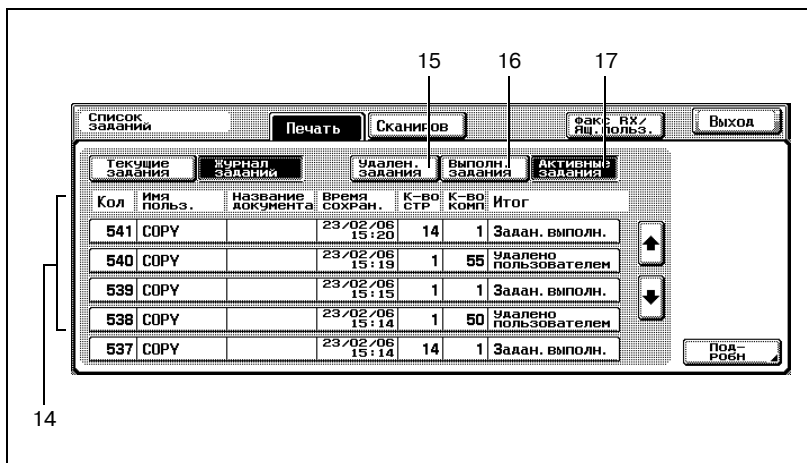 15 16 17
Список
заданий
Печать
Сканиров
Факс RX/
Ящ.польз.
Выход
Текущие
задания
Журнал
заданий
Удален.
задания
Выполн.
задания
Активные
задания
Кол
Имя
польз.
Название
документа
Время
сохран.
К-во
СТР
К-во
комп
Итог
541 COPY 23/02/06 15:20 14 1 Задан. выполн.
540 COPY 23/02/06 15:19 1 55 Удалено пользователем
539 COPY 23/02/06 15:15 1 1 Задан. выполн.
538 COPY 23/02/06 15:14 1 50 Удалено пользователем
537 COPY 23/02/06 15:14 14 1 Задан. выполн.
Под-
робн
14